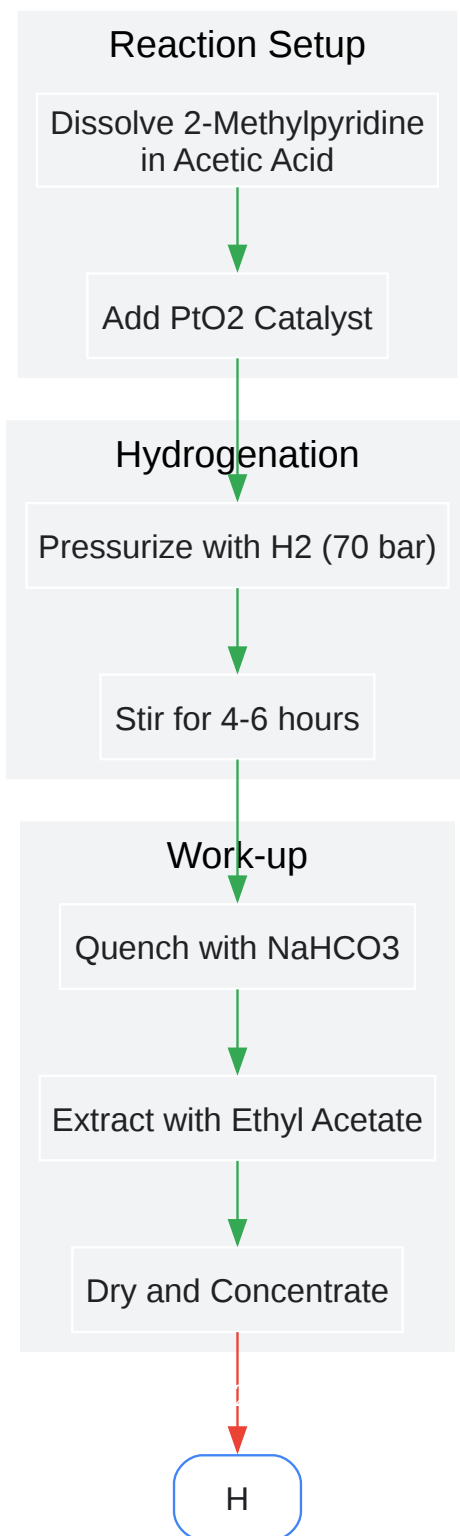 Reaction Setup
Dissolve 2-Methylpyridine
in Acetic Acid
Add PtO2 Catalyst
Hydrogenation
Pressurize with H2 (70 bar)
Stir for 4-6 hours
Work-up
Quench with NaHCO3
Extract with Ethyl Acetate
Dry and Concentrate
H